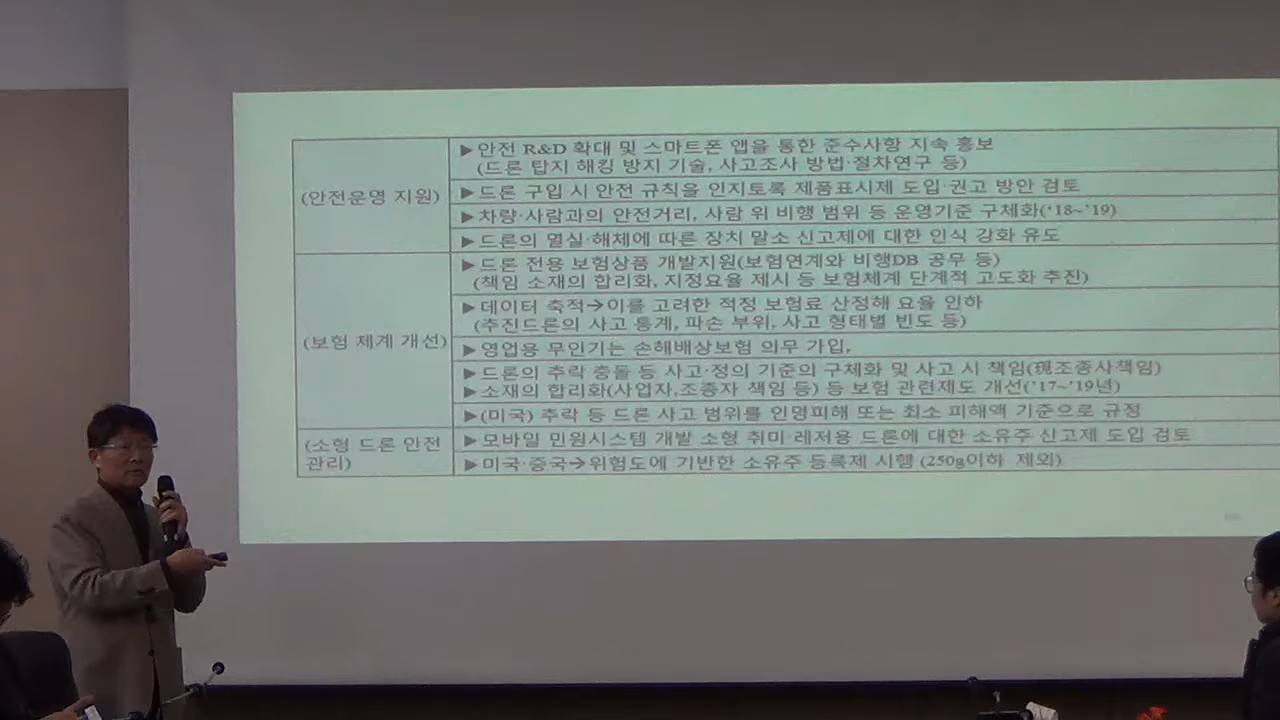 (안전운영 지원)
▶안전 R&D 확대 및 스마트폰 앱을 통한 준수사항 지속 홍보
(드론 탑지 해킹 방지 기술, 사고조사 방법·절차연구 등)
▶드론 구입 시 안전 규칙을 인지토록 제품표시제 도입·권고 방안 검토
▶차량·사람과의 안전거리, 사람 위 비행 범위 등 운영기준 구체화('18~'19)
▶드론의 멸실·해체에 따른 장치 말소 신고제에 대한 인식 강화 유도
(보험 체계 개선)
▶드론 전용 보험상품 개발지원(보험연계와 비행DB 공무 등)
(책임 소재의 합리화, 지정요율 제시 등 보험체계 단계적 고도화 추진)
▶데이터 축적→이를 고려한 적정 보험료 산정해 요율 인하
(추진드론의 사고 통계, 파손 부위, 사고 형태별 빈도 등)
▶영업용 무인기는 손해배상보험 의무 가입,
▶드론의 추락 충돌 등 사고·정의 기준의 구체화 및 사고 시 책임(現조종사책임)
▶소재의 합리화(사업자,조종자 책임 등) 등 보험 관련제도 개선('17~'19년)
▶(미국) 추락 등 드론 사고 범위를 인명피해 또는 최소 피해액 기준으로 규정
(소형 드론 안전
관리)
▶모바일 민원시스템 개발 소형 취미·레저용 드론에 대한 소유주 신고제 도입 검토
▶미국·중국→위험도에 기반한 소유주 등록제 시행 (250g이하 제외)